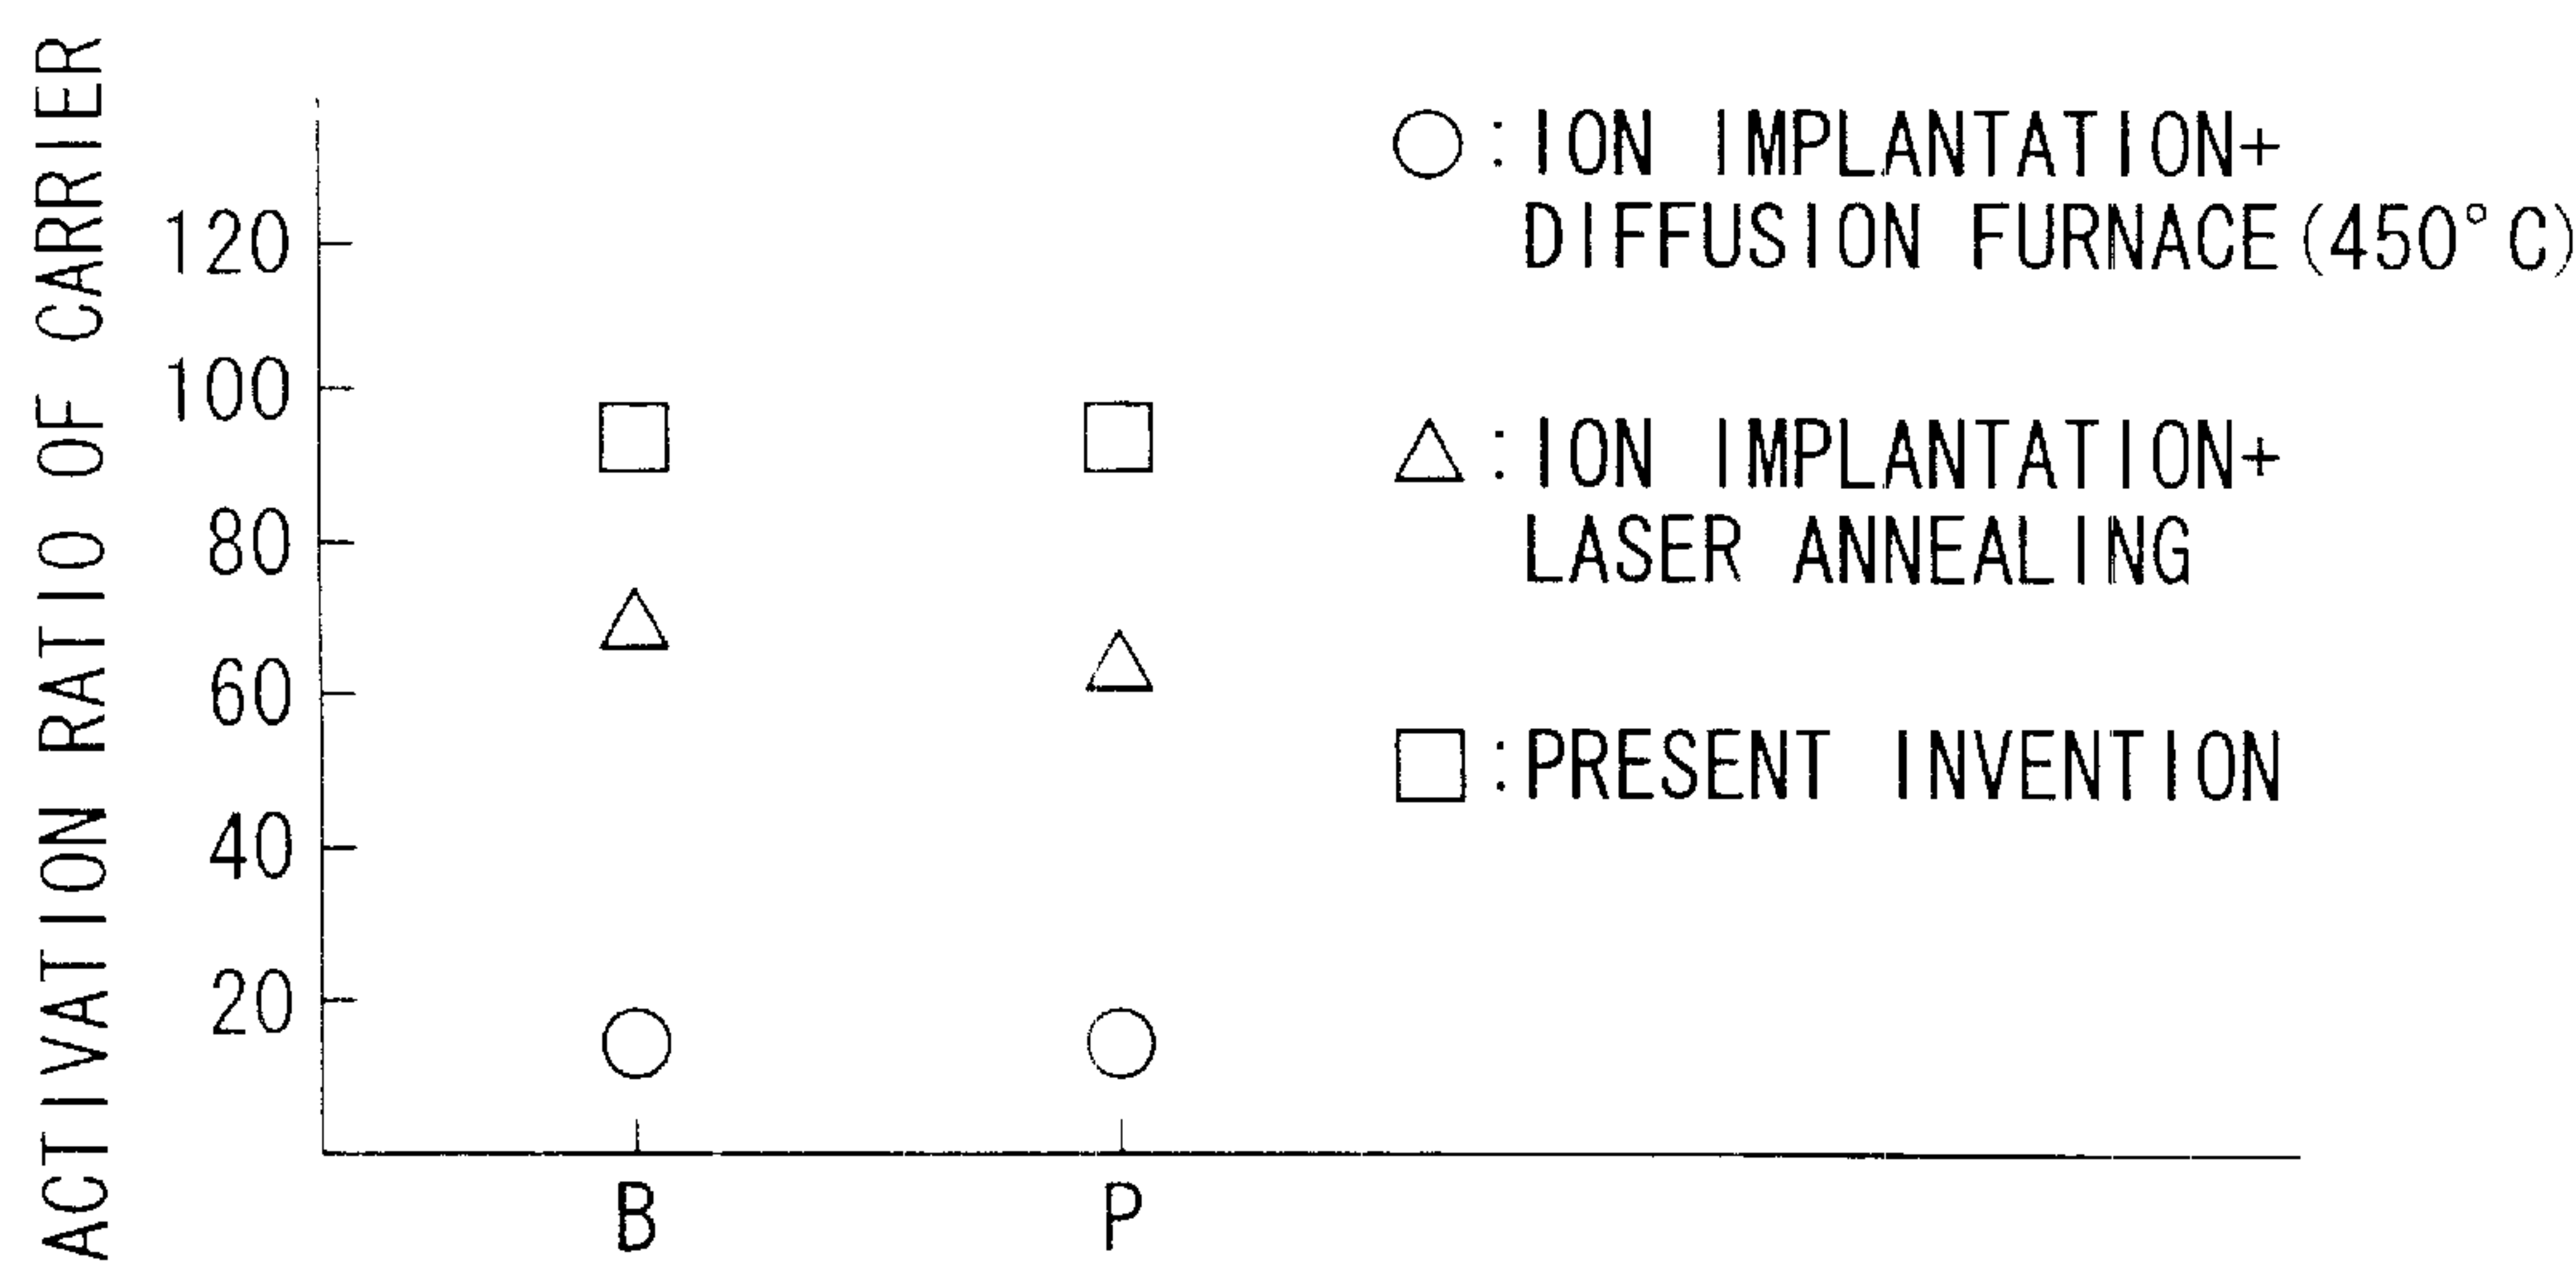 ACTIVATION RATIO OF CARRIER
120
100
80
60
40
20
B
P
○:ION IMPLANTATION+
DIFFUSION FURNACE(450°C)
△:ION IMPLANTATION+
LASER ANNEALING
□:PRESENT INVENTION